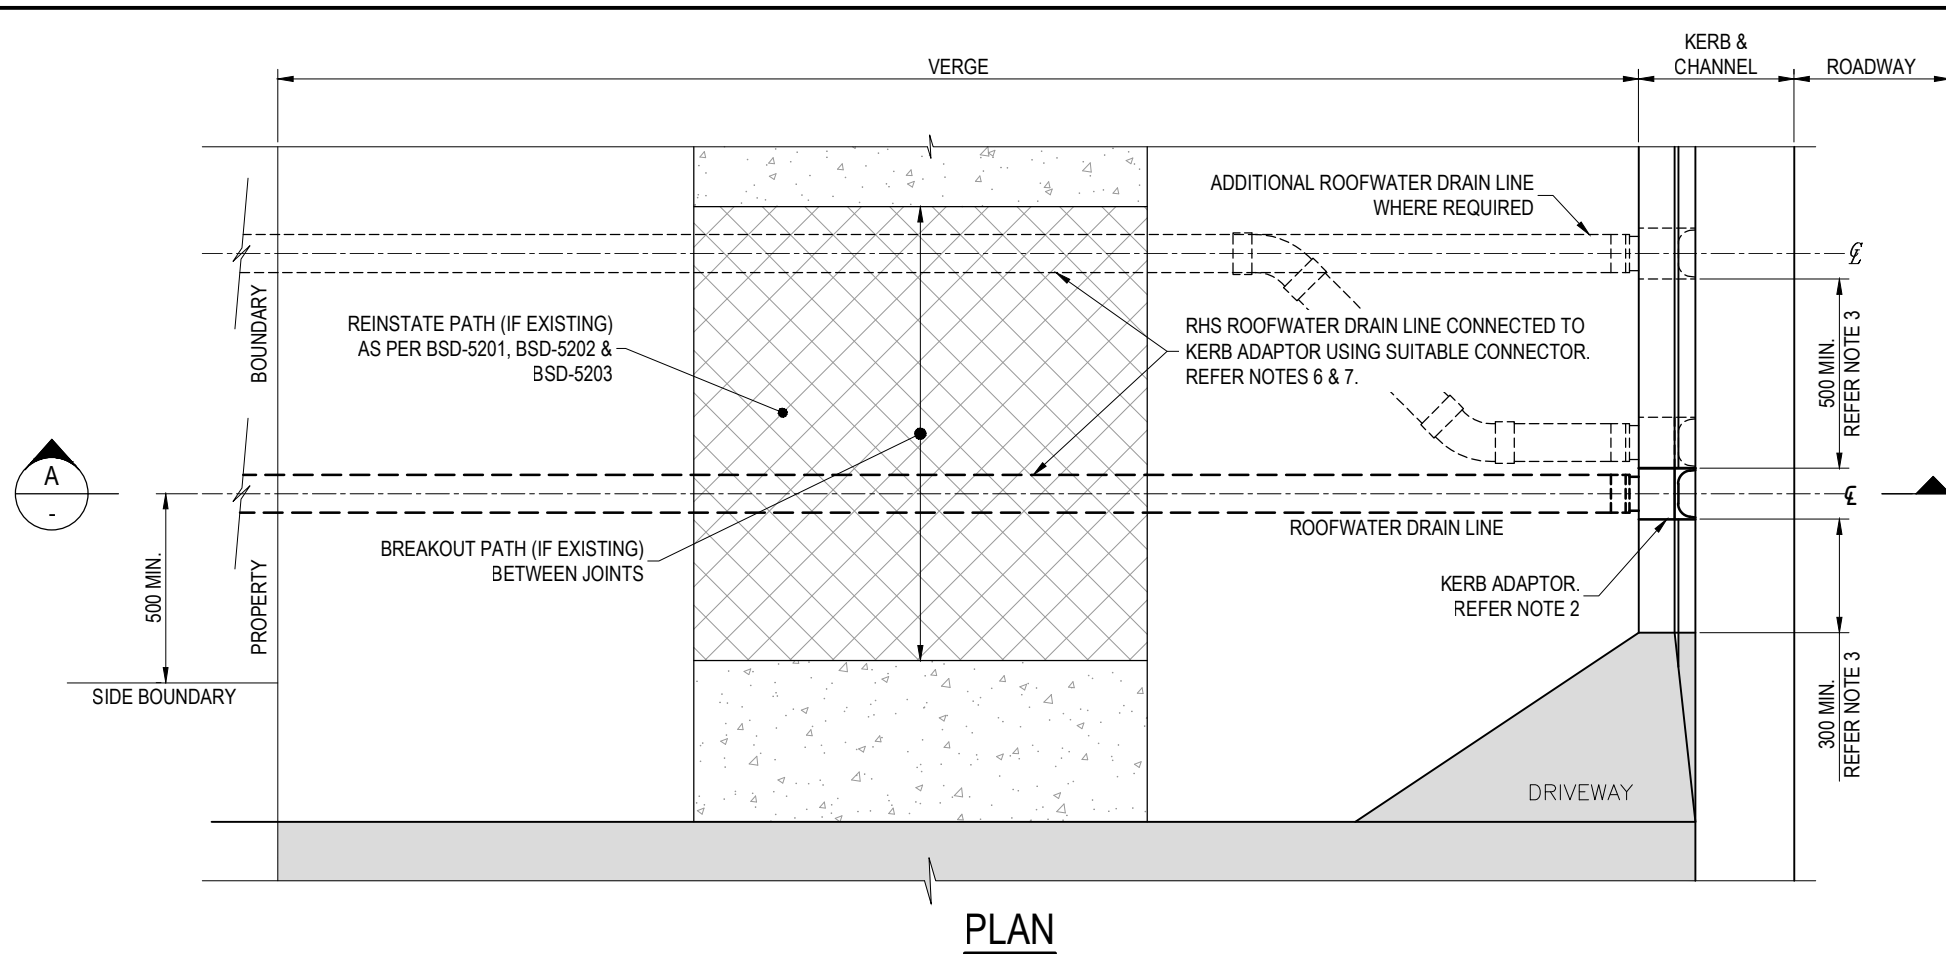 KERB &
CHANNEL
VERGE
ROADWAY
ADDITIONAL ROOFWATER DRAIN LINE
WHERE REQUIRED
℄
BOUNDARY
REINSTATE PATH (IF EXISTING)
AS PER BSD-5201, BSD-5202 &
BSD-5203
RHS ROOFWATER DRAIN LINE CONNECTED TO
KERB ADAPTOR USING SUITABLE CONNECTOR.
REFER NOTES 6 & 7.
500 MIN.
REFER NOTE 3
A
-
℄
ROOFWATER DRAIN LINE
BREAKOUT PATH (IF EXISTING)
BETWEEN JOINTS
500 MIN.
PROPERTY
KERB ADAPTOR.
REFER NOTE 2
SIDE BOUNDARY
300 MIN.
REFER NOTE 3
DRIVEWAY
PLAN